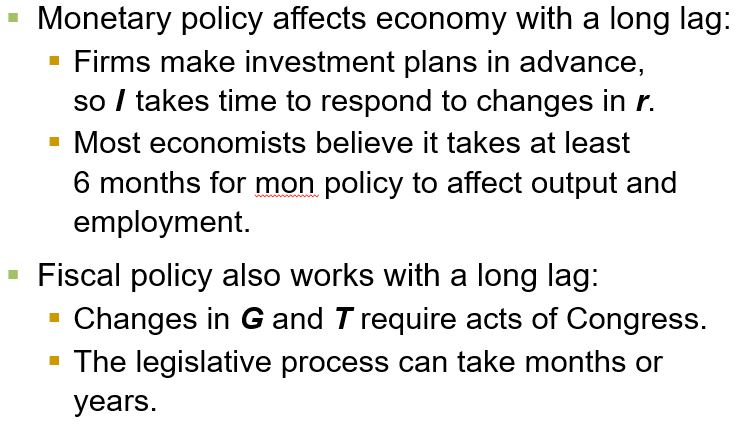 Monetary policy affects economy with a long lag:
Firms make investment plans in advance,
so I takes time to respond to changes in r.
Most economists believe it takes at least
6 months for mon policy to affect output and
employment.
Fiscal policy also works with a long lag:
Changes in G and T require acts of Congress.
The legislative process can take months or
years.